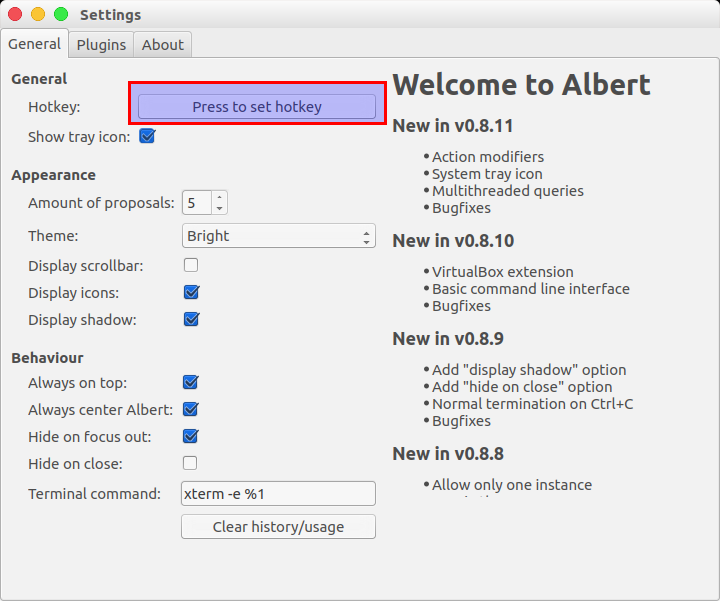 Settings
General
Plugins
About
General
Hotkey:
Press to set hotkey
Show tray icon:
Appearance
Amount of proposals:
5
Theme:
Bright
Display scrollbar:
Display icons:
Display shadow:
Behaviour
Always on top:
Always center Albert:
Hide on focus out:
Hide on close:
Terminal command:
xterm -e %1
Clear history/usage
Welcome to Albert
New in v0.8.11
• Action modifiers
• System tray icon
• Multithreaded queries
• Bugfixes
New in v0.8.10
• VirtualBox extension
• Basic command line interface
• Bugfixes
New in v0.8.9
• Add "display shadow" option
• Add "hide on close" option
• Normal termination on Ctrl+C
• Bugfixes
New in v0.8.8
• Allow only one instance